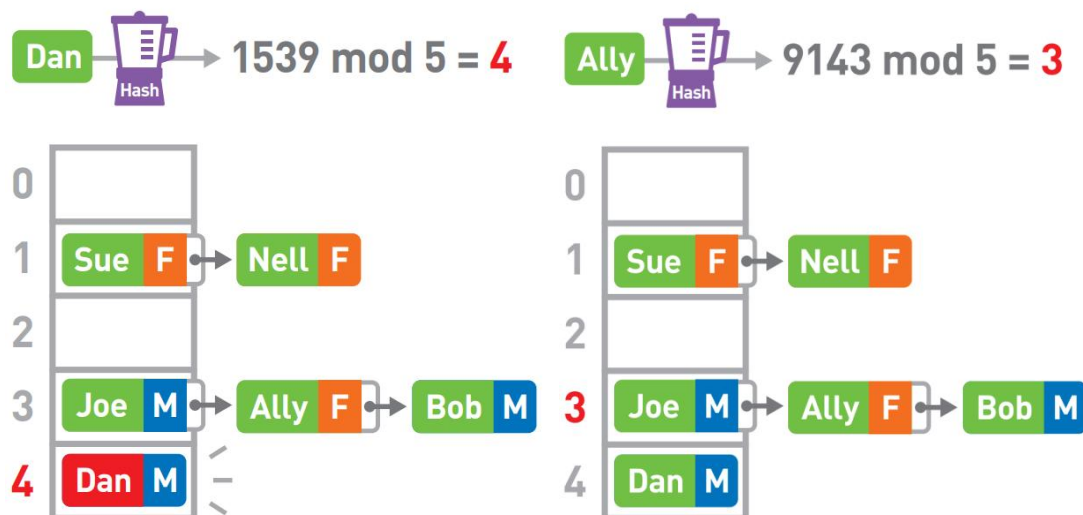 Dan Hash 1539 mod 5 = 4
0
1 Sue F Nell F
2
3 Joe M Ally F Bob M
4 Dan M
Ally Hash 9143 mod 5 = 3
0
1 Sue F Nell F
2
3 Joe M Ally F Bob M
4 Dan M